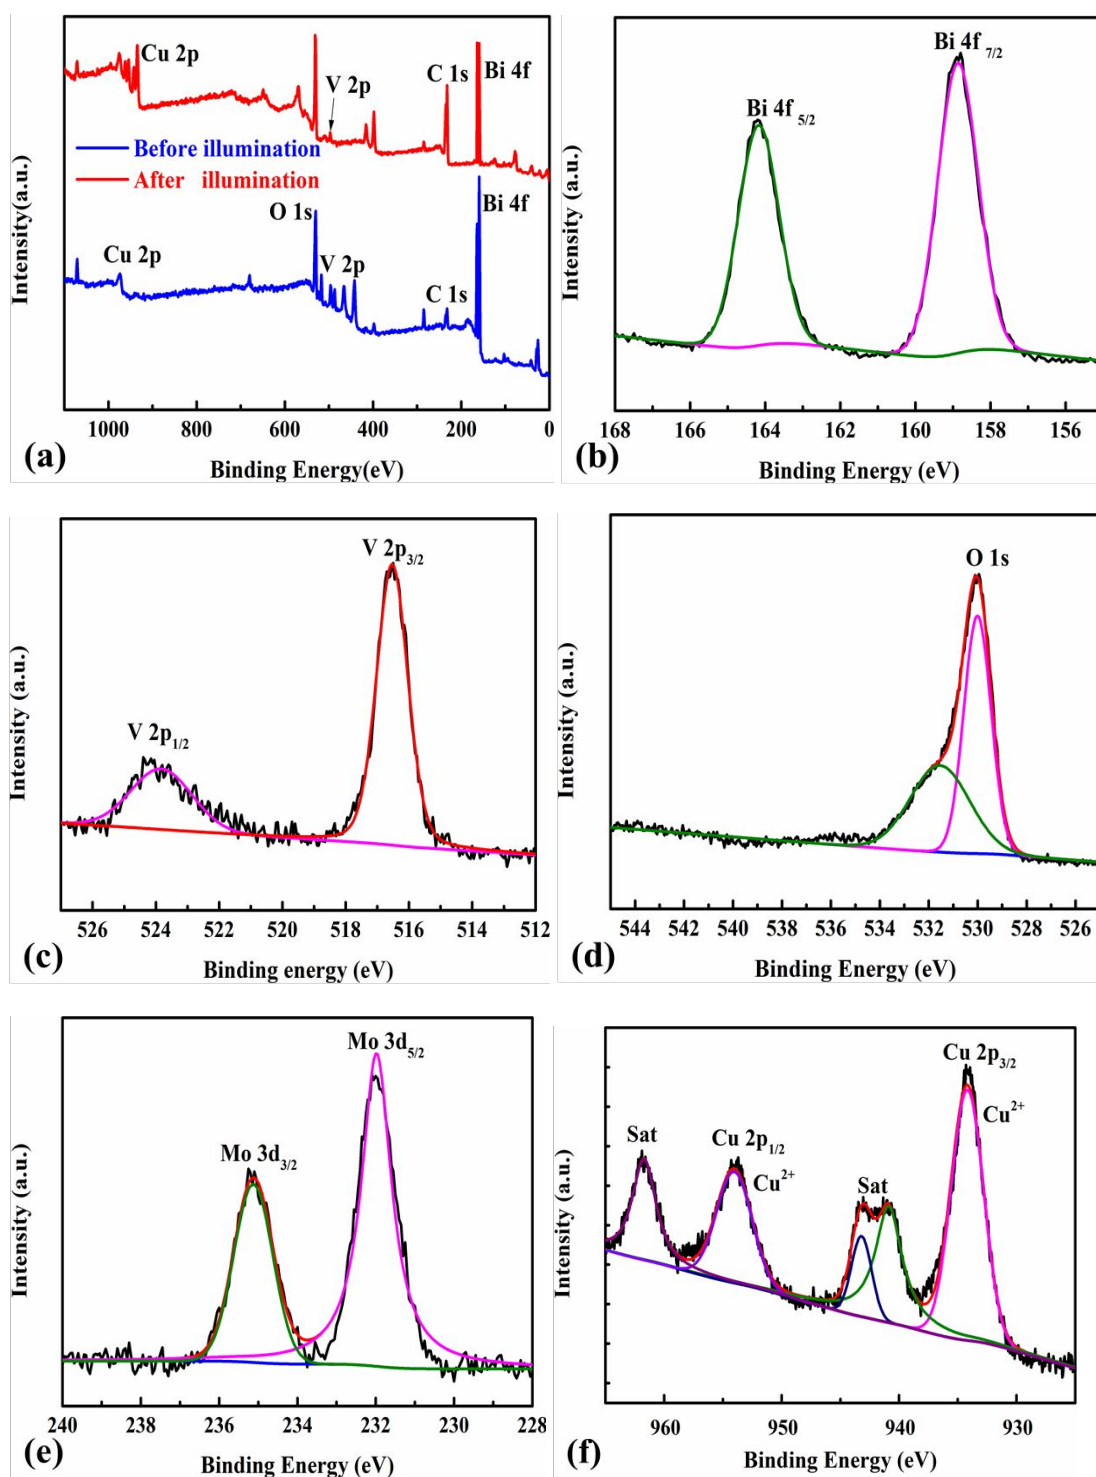 Cu 2p
V 2p
C 1s
Bi 4f
Before illumination
After illumination
O 1s
Bi 4f
Cu 2p
V 2p
C 1s
Intensity(a.u.)
1000 800 600 400 200 0
(a)
Binding Energy(eV)
Bi 4f 7/2
Bi 4f 5/2
Intensity (a.u.)
168 166 164 162 160 158 156
(b)
Binding Energy (eV)
V 2p3/2
V 2p1/2
Intensity (a.u.)
526 524 522 520 518 516 514 512
(c)
Binding energy (eV)
O 1s
Intensity (a.u.)
544 542 540 538 536 534 532 530 528 526
(d)
Binding Energy (eV)
Mo 3d5/2
Mo 3d3/2
Intensity (a.u.)
240 238 236 234 232 230 228
(e)
Binding Energy (eV)
Cu 2p3/2
Cu2+
Sat
Cu 2p1/2
Cu2+
Sat
Intensity (a.u.)
960 950 940 930
(f)
Binding Energy (eV)